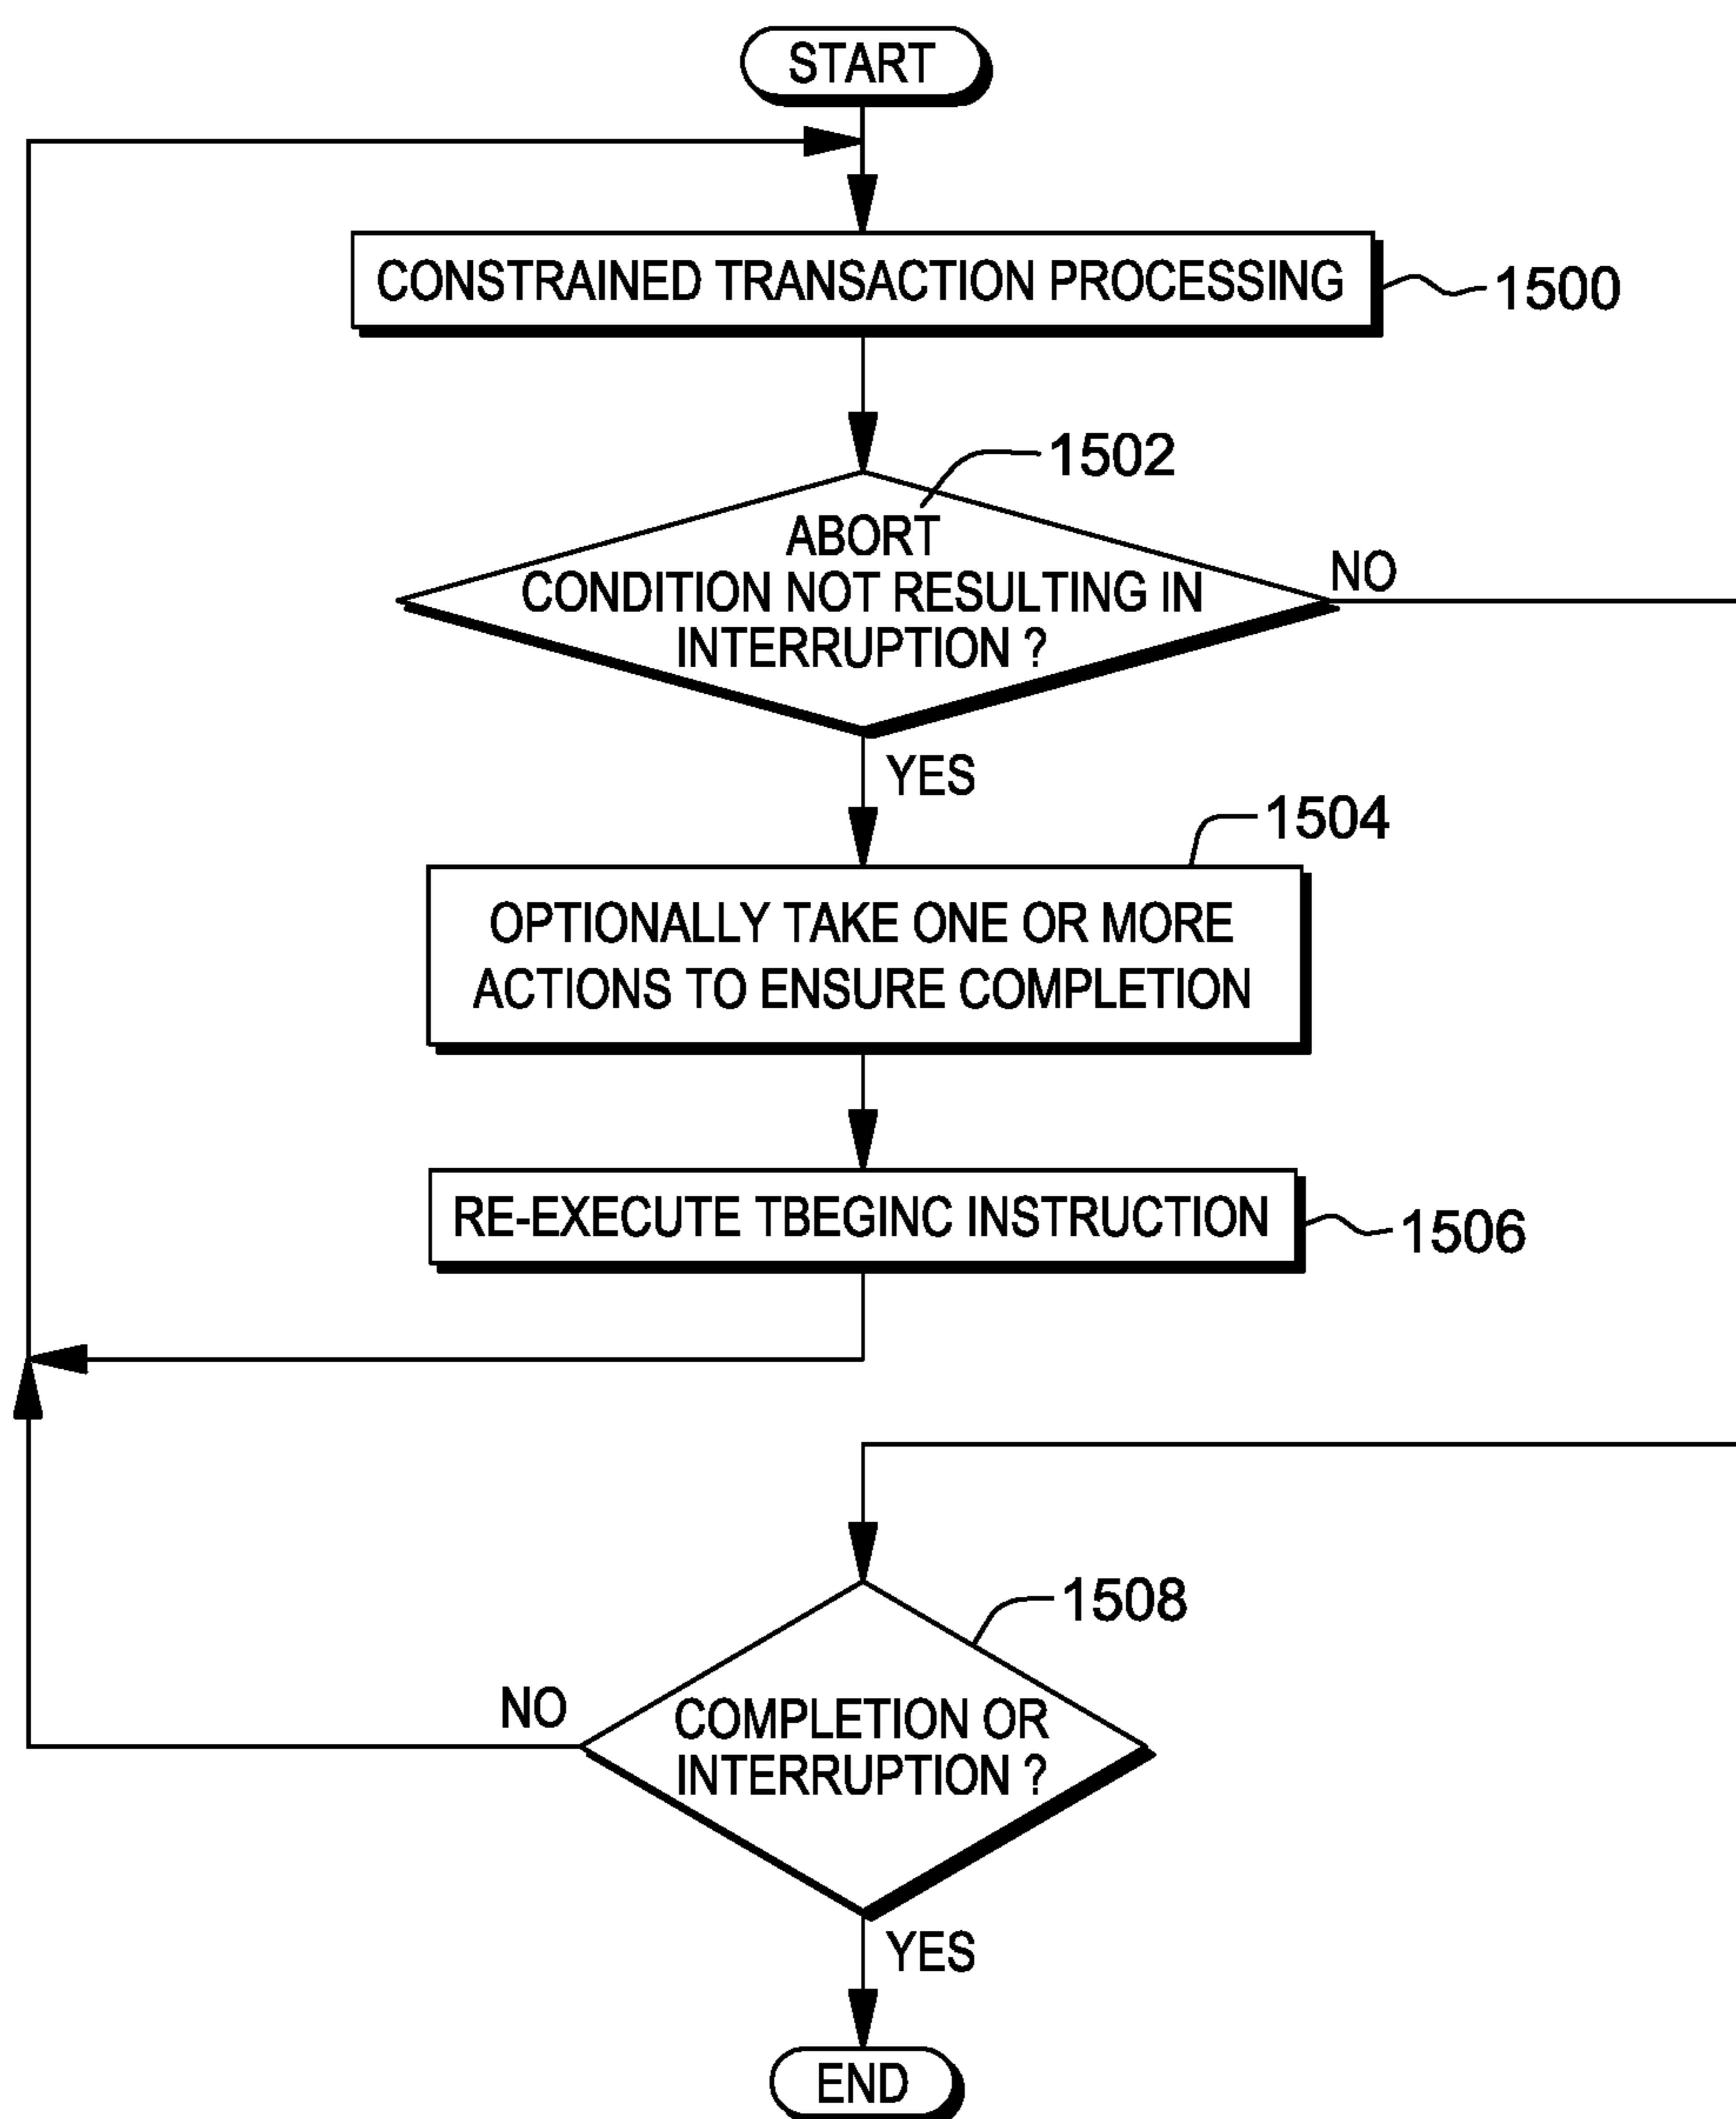 START
CONSTRAINED TRANSACTION PROCESSING
1500
1502
ABORT
CONDITION NOT RESULTING IN
INTERRUPTION ?
NO
YES
1504
OPTIONALLY TAKE ONE OR MORE
ACTIONS TO ENSURE COMPLETION
RE-EXECUTE TBEGINC INSTRUCTION
1506
1508
NO
COMPLETION OR
INTERRUPTION ?
YES
END